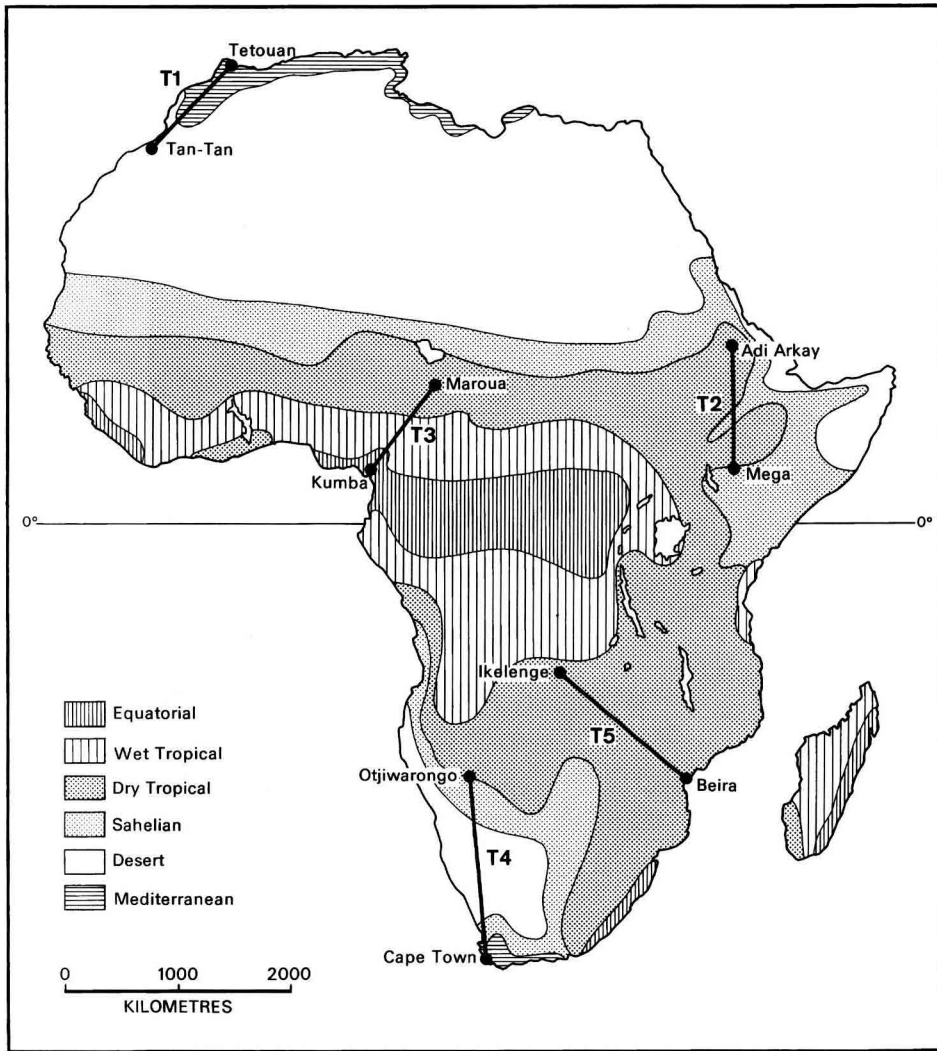 Tetouan
T1
Tan-Tan
Adi Arkay
Maroua
T2
T3
Kumba
Mega
0°
0°
Ikelenge
T5
Otjiwarongo
Beira
T4
Cape Town
Equatorial
Wet Tropical
Dry Tropical
Sahelian
Desert
Mediterranean
0 1000 2000
KILOMETRES